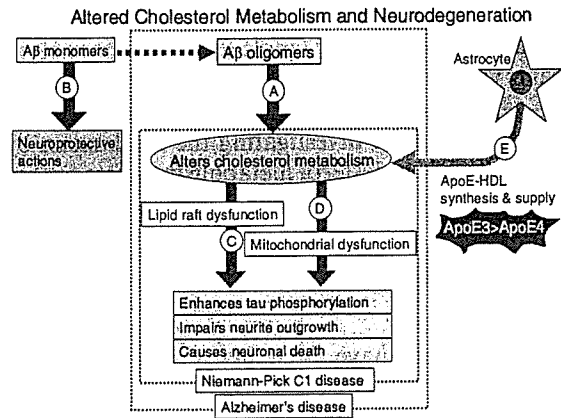 Altered Cholesterol Metabolism and Neurodegeneration
Aβ monomers
Aβ oligomers
Astrocyte
B
A
Neuroprotective
actions
E
Alters cholesterol metabolism
ApoE-HDL
synthesis & supply
ApoE3>ApoE4
Lipid raft dysfunction
D
C
Mitochondrial dysfunction
Enhances tau phosphorylation
Impairs neurite outgrowth
Causes neuronal death
Niemann-Pick C1 disease
Alzheimer's disease